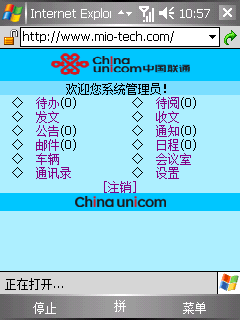 Internet Explor 10:57
http://www.mio-tech.com/
China unicom中国联通
欢迎您系统管理员!
◇ 待办(0) ◇ 待阅(0)
◇ 发文 ◇ 收文
◇ 公告(0) ◇ 通知(0)
◇ 邮件(0) ◇ 日程(0)
◇ 车辆 ◇ 会议室
◇ 通讯录 ◇ 设置
[注销]
China unicom
正在打开...
停止 拼 菜单